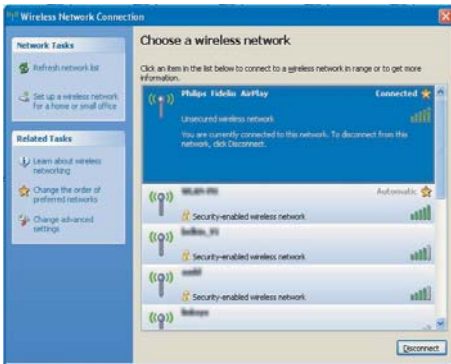 Wireless Network Connection
Network Tasks
Refresh network list
Set up a wireless network
for a home or small office
Related Tasks
Learn about wireless
networking
Change the order of
preferred networks
Change advanced
settings
Choose a wireless network
Click an item in the list below to connect to a wireless network in range or to get more
information.
Philips Fidelio AirPlay
Connected
Unsecured wireless network
You are currently connected to this network. To disconnect from this
network, click Disconnect.
Automatic
Security-enabled wireless network
Security-enabled wireless network
Security-enabled wireless network
Disconnect